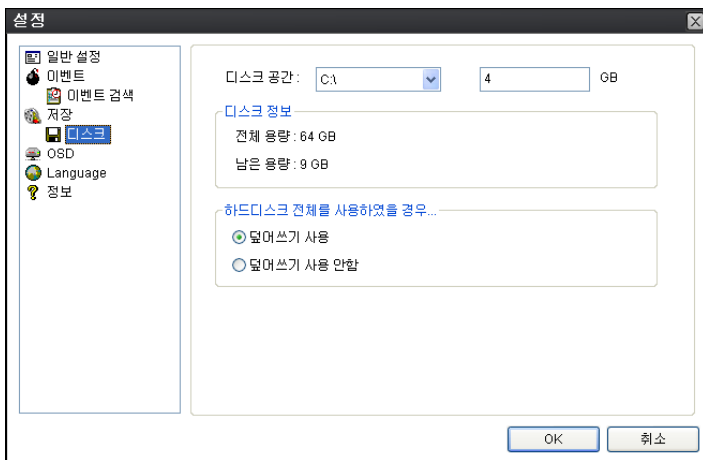 설정
일반 설정
이벤트
이벤트 검색
저장
디스크
OSD
Language
정보
디스크 공간 : C:\ 4 GB
디스크 정보
전체 용량 : 64 GB
남은 용량 : 9 GB
하드디스크 전체를 사용하였을 경우...
덮어쓰기 사용
덮어쓰기 사용 안함
OK 취소